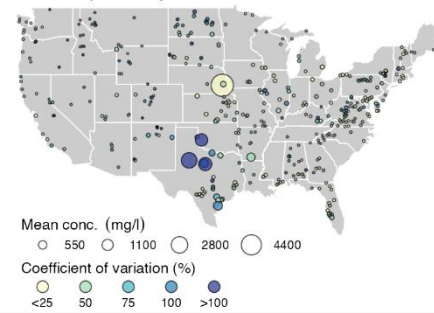 Mean conc. (mg/l)
550 1100 2800 4400
Coefficient of variation (%)
<25 50 75 100 >100